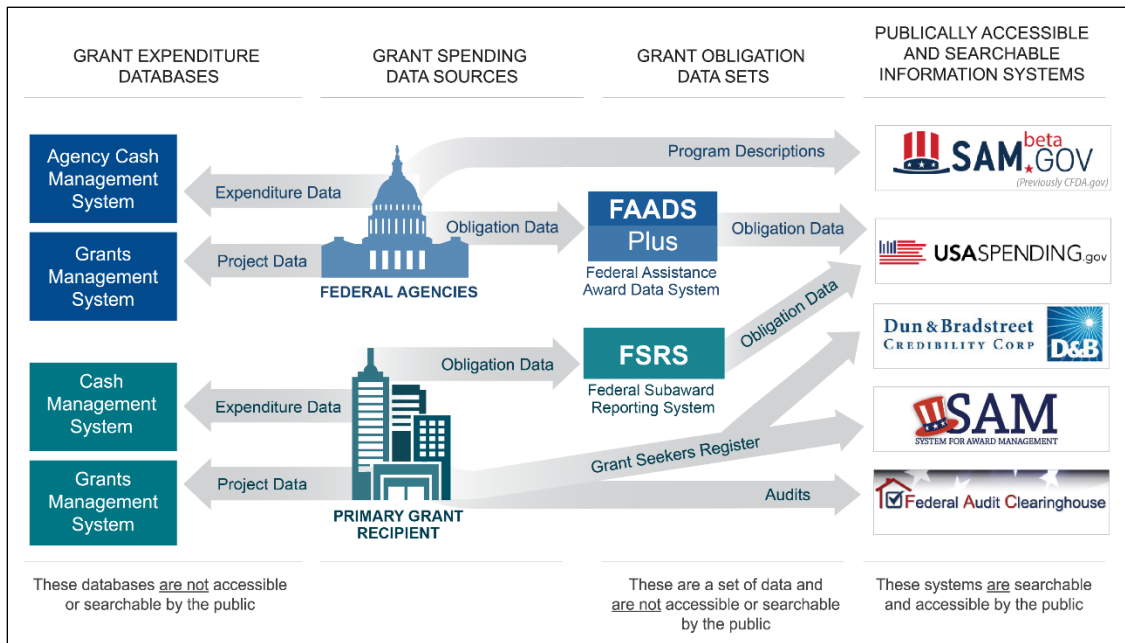 GRANT EXPENDITURE
DATABASES
GRANT SPENDING
DATA SOURCES
GRANT OBLIGATION
DATA SETS
PUBLICALLY ACCESSIBLE
AND SEARCHABLE
INFORMATION SYSTEMS
Agency Cash
Management
System
Grants
Management
System
Cash
Management
System
Grants
Management
System
Expenditure Data
Project Data
Expenditure Data
Project Data
FEDERAL AGENCIES
PRIMARY GRANT
RECIPIENT
Program Descriptions
Obligation Data
Obligation Data
FAADS
Plus
Federal Assistance
Award Data System
FSRS
Federal Subaward
Reporting System
Obligation Data
Obligation Data
Grant Seekers Register
Audits
SAM.GOV
beta
(Previously CFDA.gov)
USASPENDING.gov
Dun & Bradstreet
CREDIBILITY CORP
D&B
SAM
SYSTEM FOR AWARD MANAGEMENT
Federal Audit Clearinghouse
These databases are not accessible
or searchable by the public
These are a set of data and
are not accessible or searchable
by the public
These systems are searchable
and accessible by the public